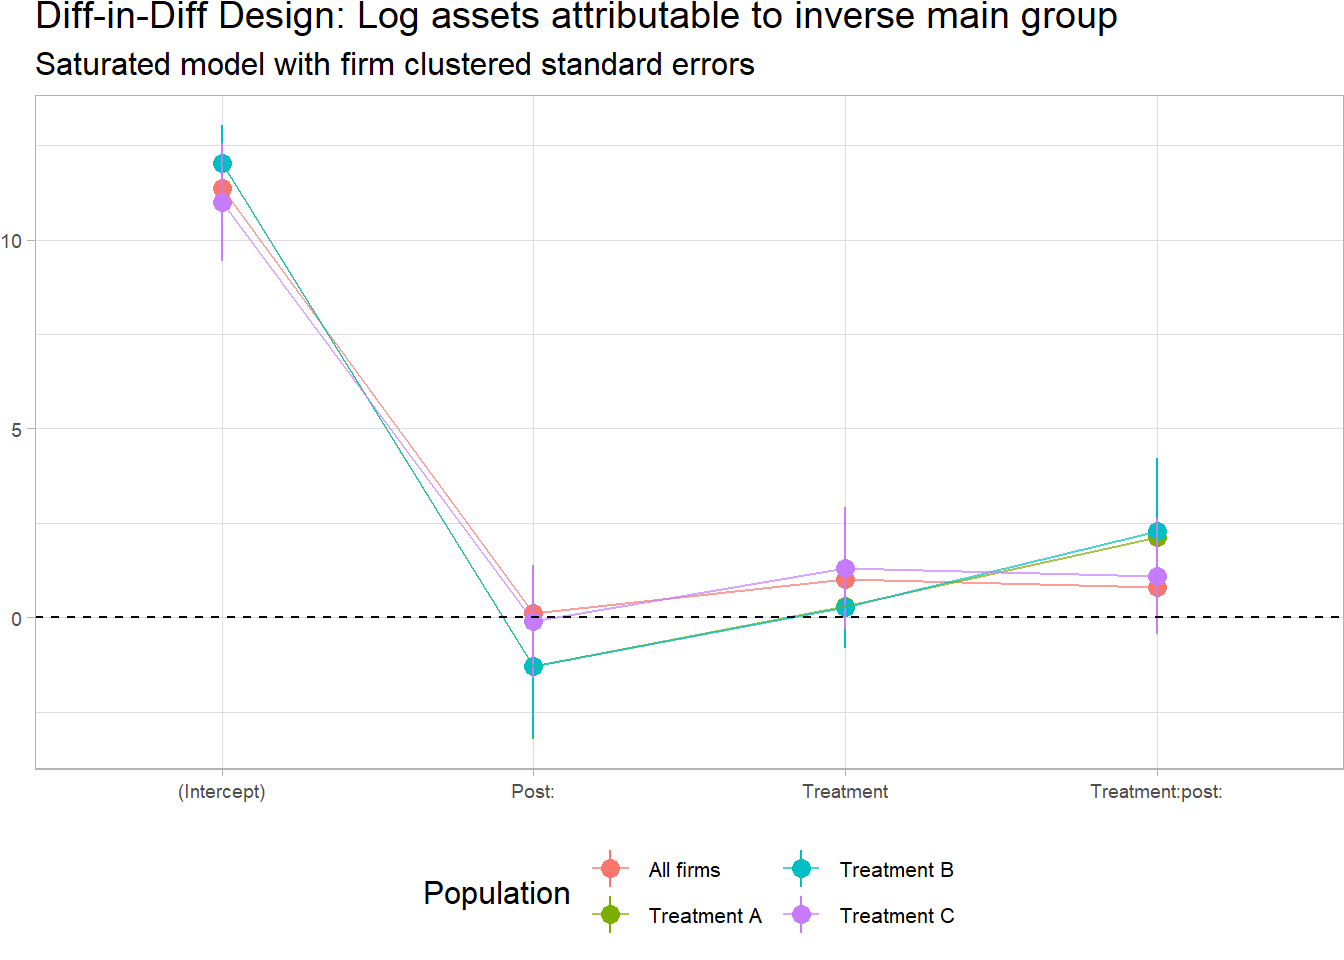 Diff-in-Diff Design: Log assets attributable to inverse main group
Saturated model with firm clustered standard errors
10
5
0
(Intercept)
Post:
Treatment
Treatment:post:
Population
All firms
Treatment B
Treatment A
Treatment C